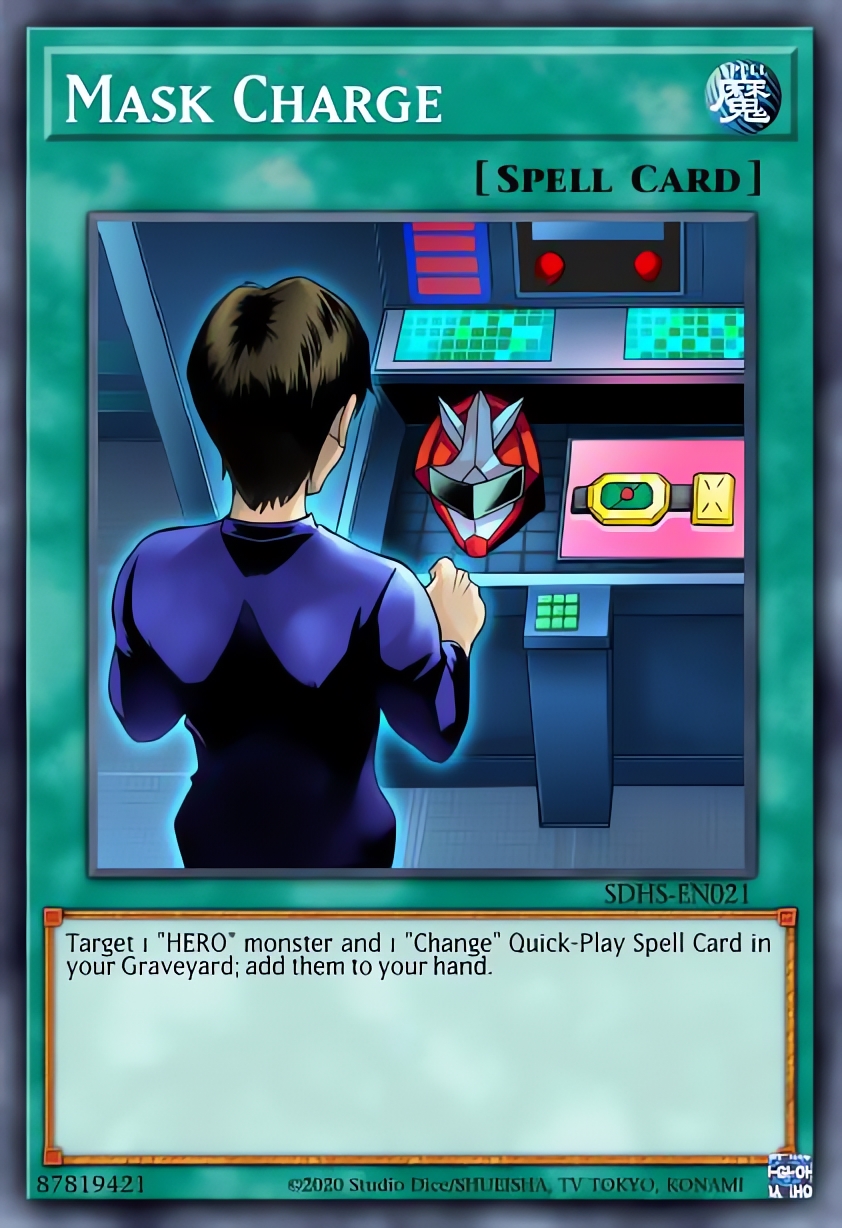 Mask Charge
魔
[Spell Card]
SDHS-EN021
Target 1 "HERO" monster and 1 "Change" Quick-Play Spell Card in
your Graveyard; add them to your hand.
87819421
©2020 Studio Dice/SHUEISHA, TV TOKYO, KONAMI